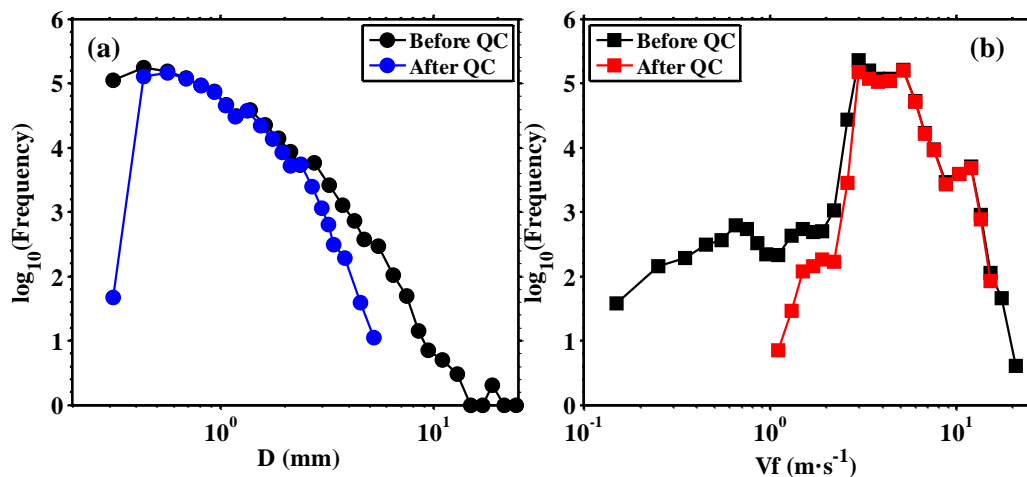 (a)
Before QC
After QC
log10(Frequency)
6
5
4
3
2
1
0
10^0
10^1
D (mm)
(b)
Before QC
After QC
log10(Frequency)
6
5
4
3
2
1
0
10^-1
10^0
10^1
Vf (m·s^-1)